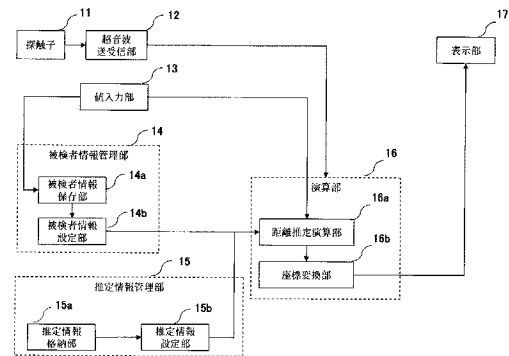 11
探触子
12
超音波
送受信部
17
表示部
13
値入力部
14
被検者情報管理部
14a
被検者情報
保存部
14b
被検者情報
設定部
16
演算部
16a
距離推定演算部
16b
座標変換部
15
推定情報管理部
15a
推定情報
格納部
15b
推定情報
設定部